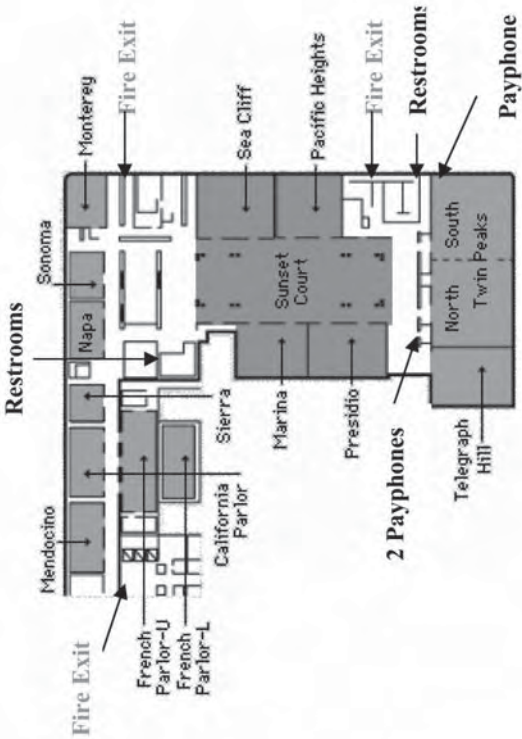 Restrooms
Sonoma
Monterey
Fire Exit
Napa
Mendocino
Fire Exit
French
Parlor-U
French
Parlor-L
California
Parlor
Sierra
Sea Cliff
Pacific Heights
Sunset
Court
Marina
Presidio
Fire Exit
Restrooms
Payphone
2 Payphones
North
South
Twin Peaks
Telegraph
Hill